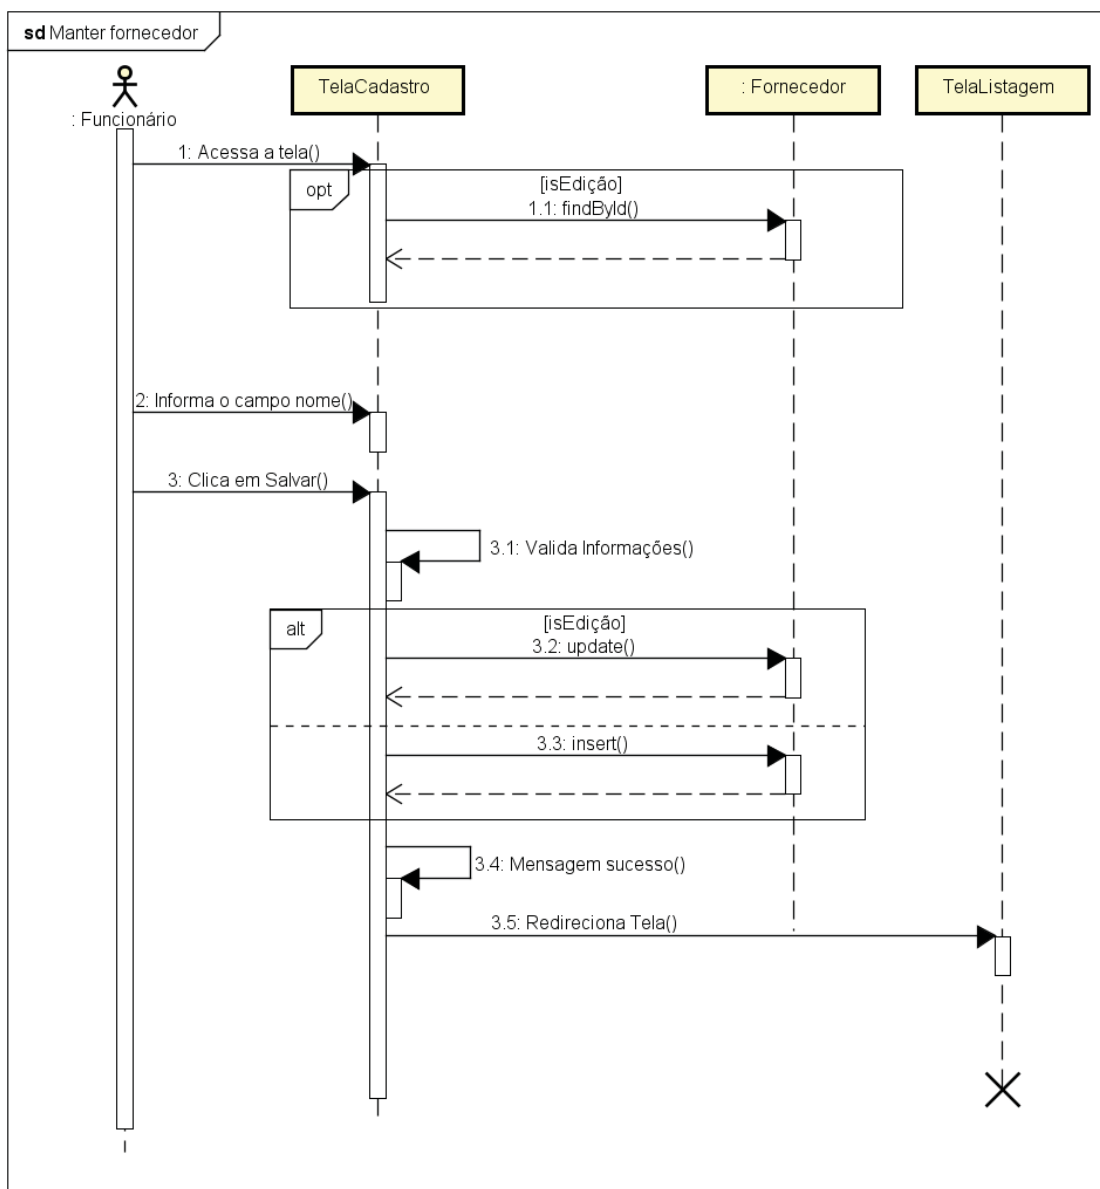 sd Manter fornecedor
: Funcionário
TelaCadastro
: Fornecedor
TelaListagem
1: Acessa a tela()
opt
[isEdição]
1.1: findById()
2: Informa o campo nome()
3: Clica em Salvar()
3.1: Valida Informações()
alt
[isEdição]
3.2: update()
3.3: insert()
3.4: Mensagem sucesso()
3.5: Redireciona Tela()